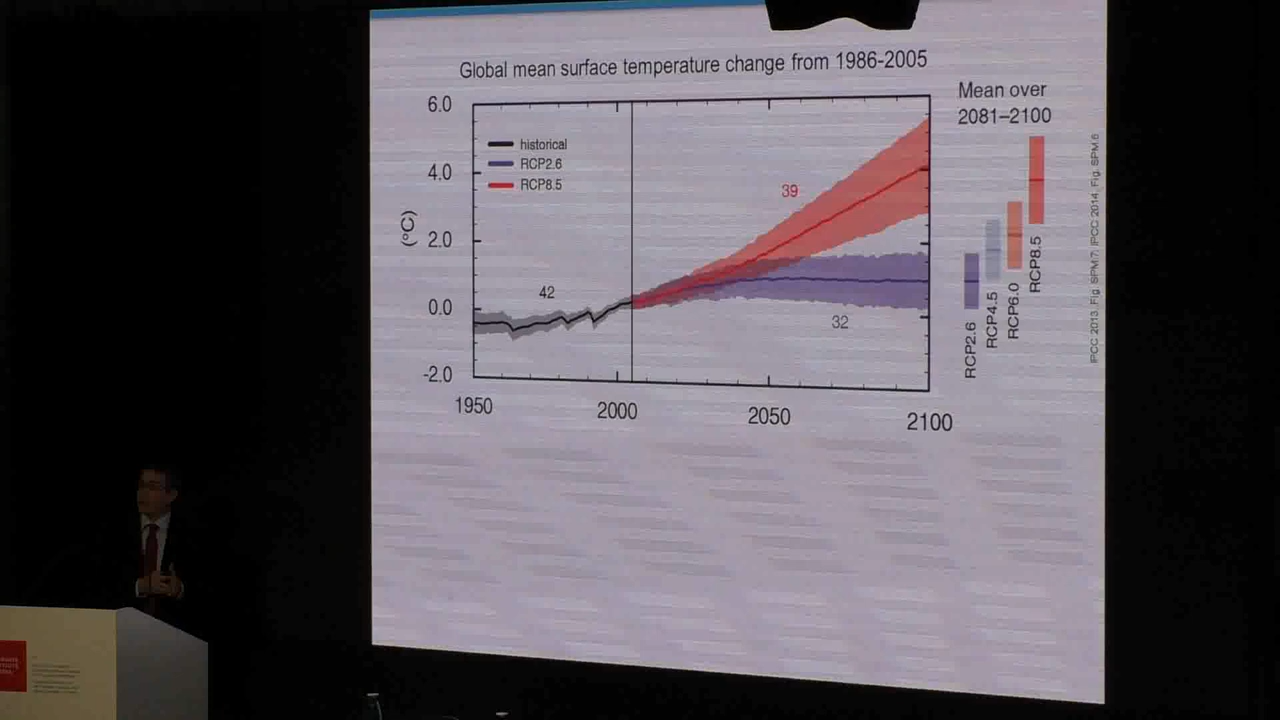 Global mean surface temperature change from 1986-2005
Mean over
2081–2100
6.0
4.0
2.0
0.0
-2.0
(°C)
historical
RCP2.6
RCP8.5
42
39
32
1950
2000
2050
2100
RCP2.6
RCP4.5
RCP6.0
RCP8.5
IPCC 2013, Fig. SPM.7; IPCC 2014, Fig. SPM.6